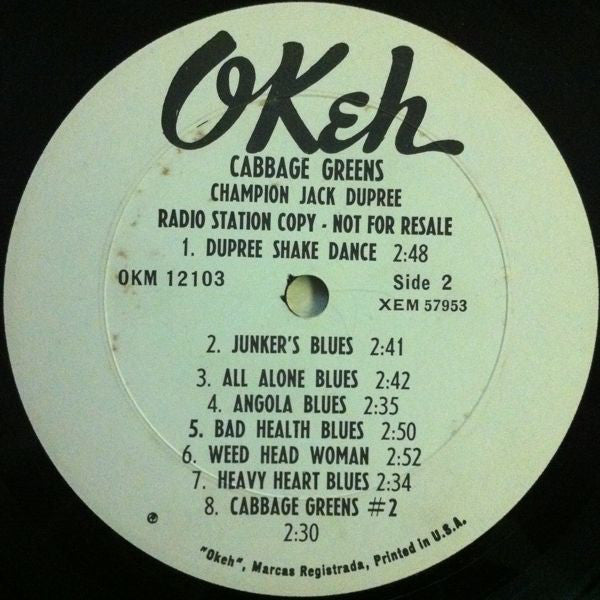 OKeh
CABBAGE GREENS
CHAMPION JACK DUPREE
RADIO STATION COPY - NOT FOR RESALE
1. DUPREE SHAKE DANCE 2:48
OKM 12103
Side 2
XEM 57953
2. JUNKER'S BLUES 2:41
3. ALL ALONE BLUES 2:42
4. ANGOLA BLUES 2:35
5. BAD HEALTH BLUES 2:50
6. WEED HEAD WOMAN 2:52
7. HEAVY HEART BLUES 2:34
8. CABBAGE GREENS #2
2:30
℗
"Okeh", Marcas Registrada, Printed in U.S.A.